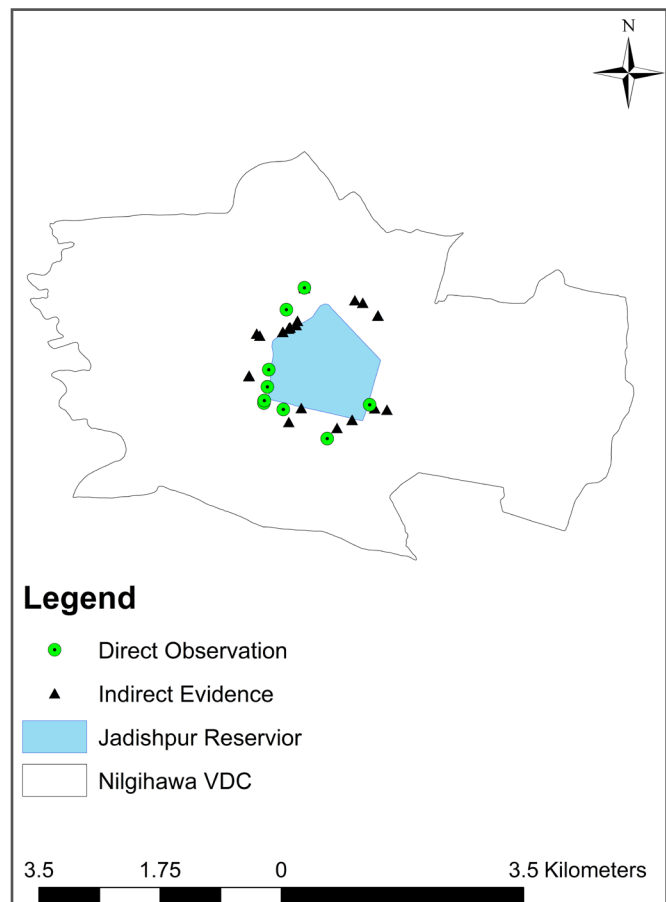 N
Legend
Direct Observation
Indirect Evidence
Jadishpur Reservior
Nilgihawa VDC
3.5 1.75 0 3.5 Kilometers